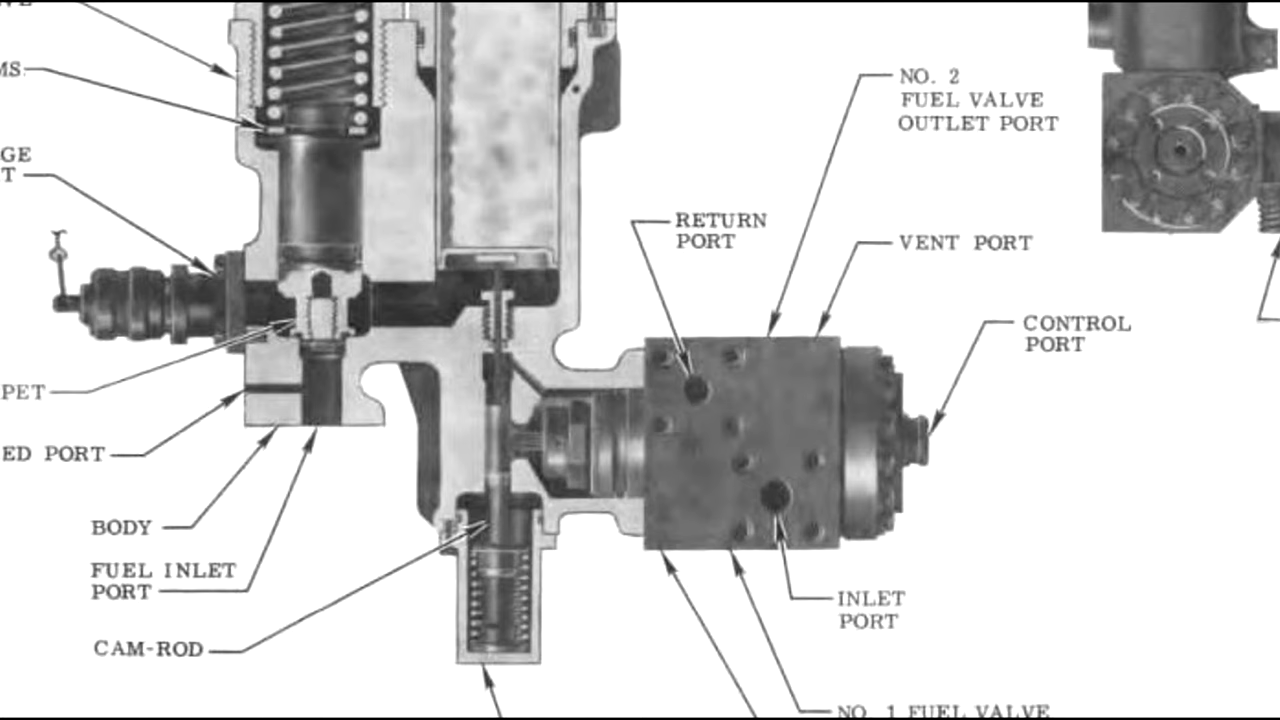 MS
GE
T
PET
ED PORT
BODY
FUEL INLET
PORT
CAM-ROD
NO. 2
FUEL VALVE
OUTLET PORT
RETURN
PORT
VENT PORT
CONTROL
PORT
INLET
PORT
NO. 1 FUEL VALVE